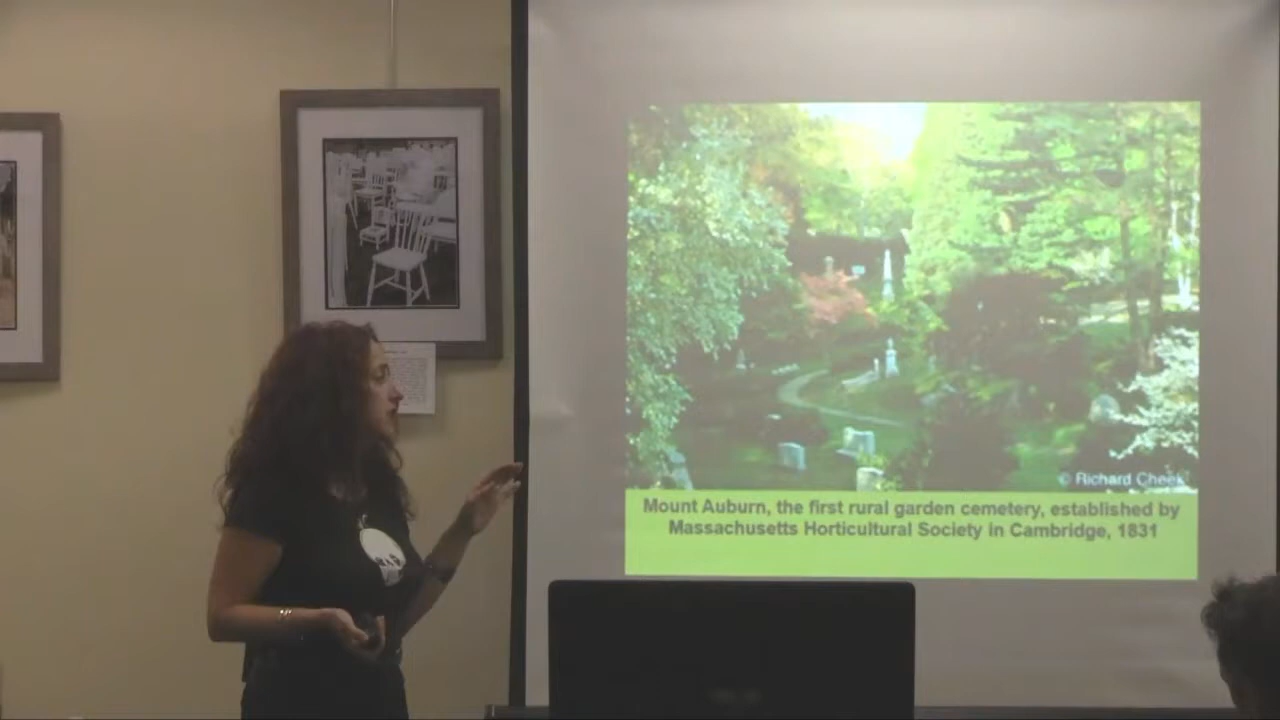 © Richard Cheek
Mount Auburn, the first rural garden cemetery, established by
Massachusetts Horticultural Society in Cambridge, 1831